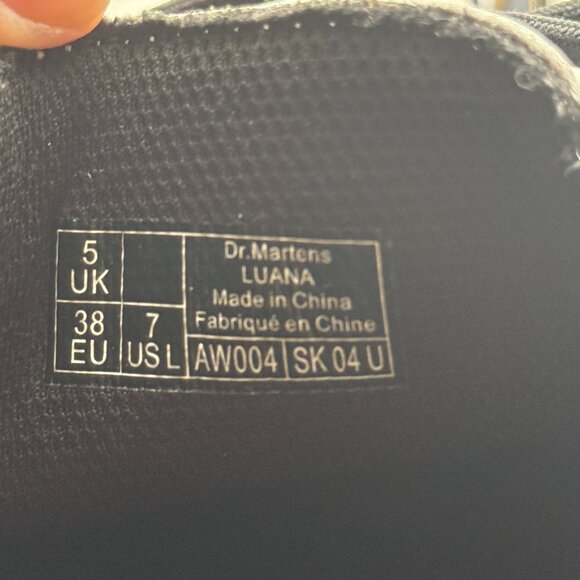 5
UK
38
EU
7
US L
Dr.Martens
LUANA
Made in China
Fabriqué en Chine
AW004
SK 04 U